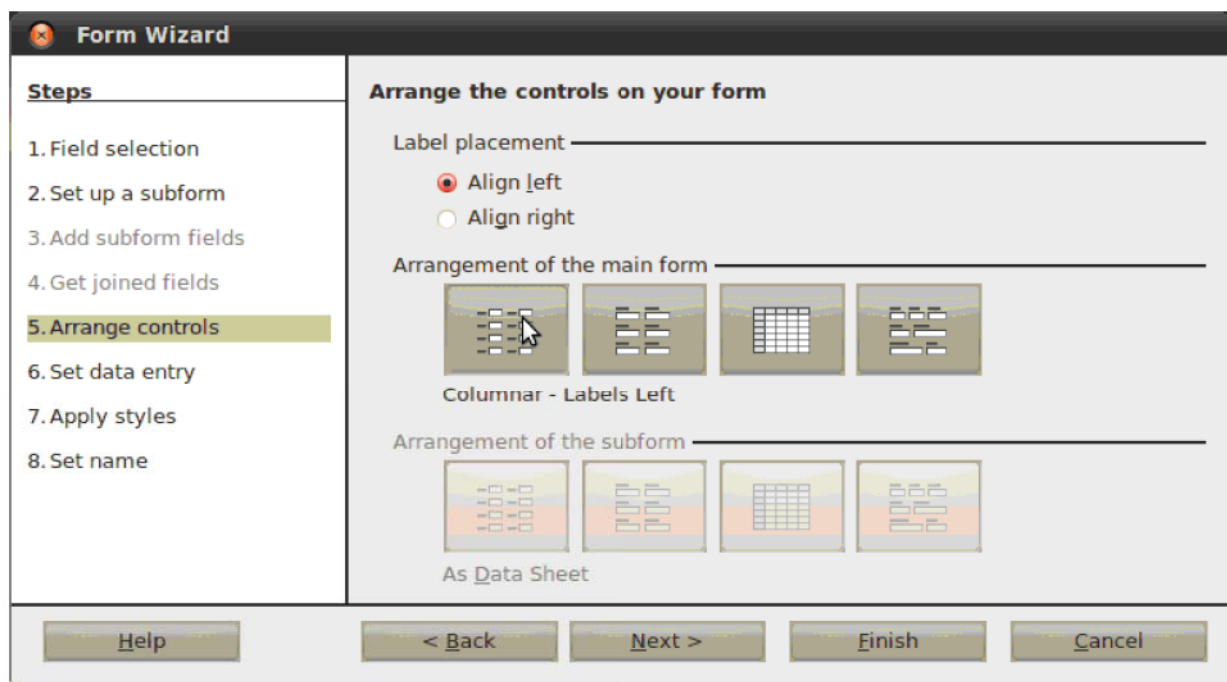 Form Wizard
Steps
1. Field selection
2. Set up a subform
3. Add subform fields
4. Get joined fields
5. Arrange controls
6. Set data entry
7. Apply styles
8. Set name
Arrange the controls on your form
Label placement
Align left
Align right
Arrangement of the main form
Columnar - Labels Left
Arrangement of the subform
As Data Sheet
Help
< Back
Next >
Finish
Cancel